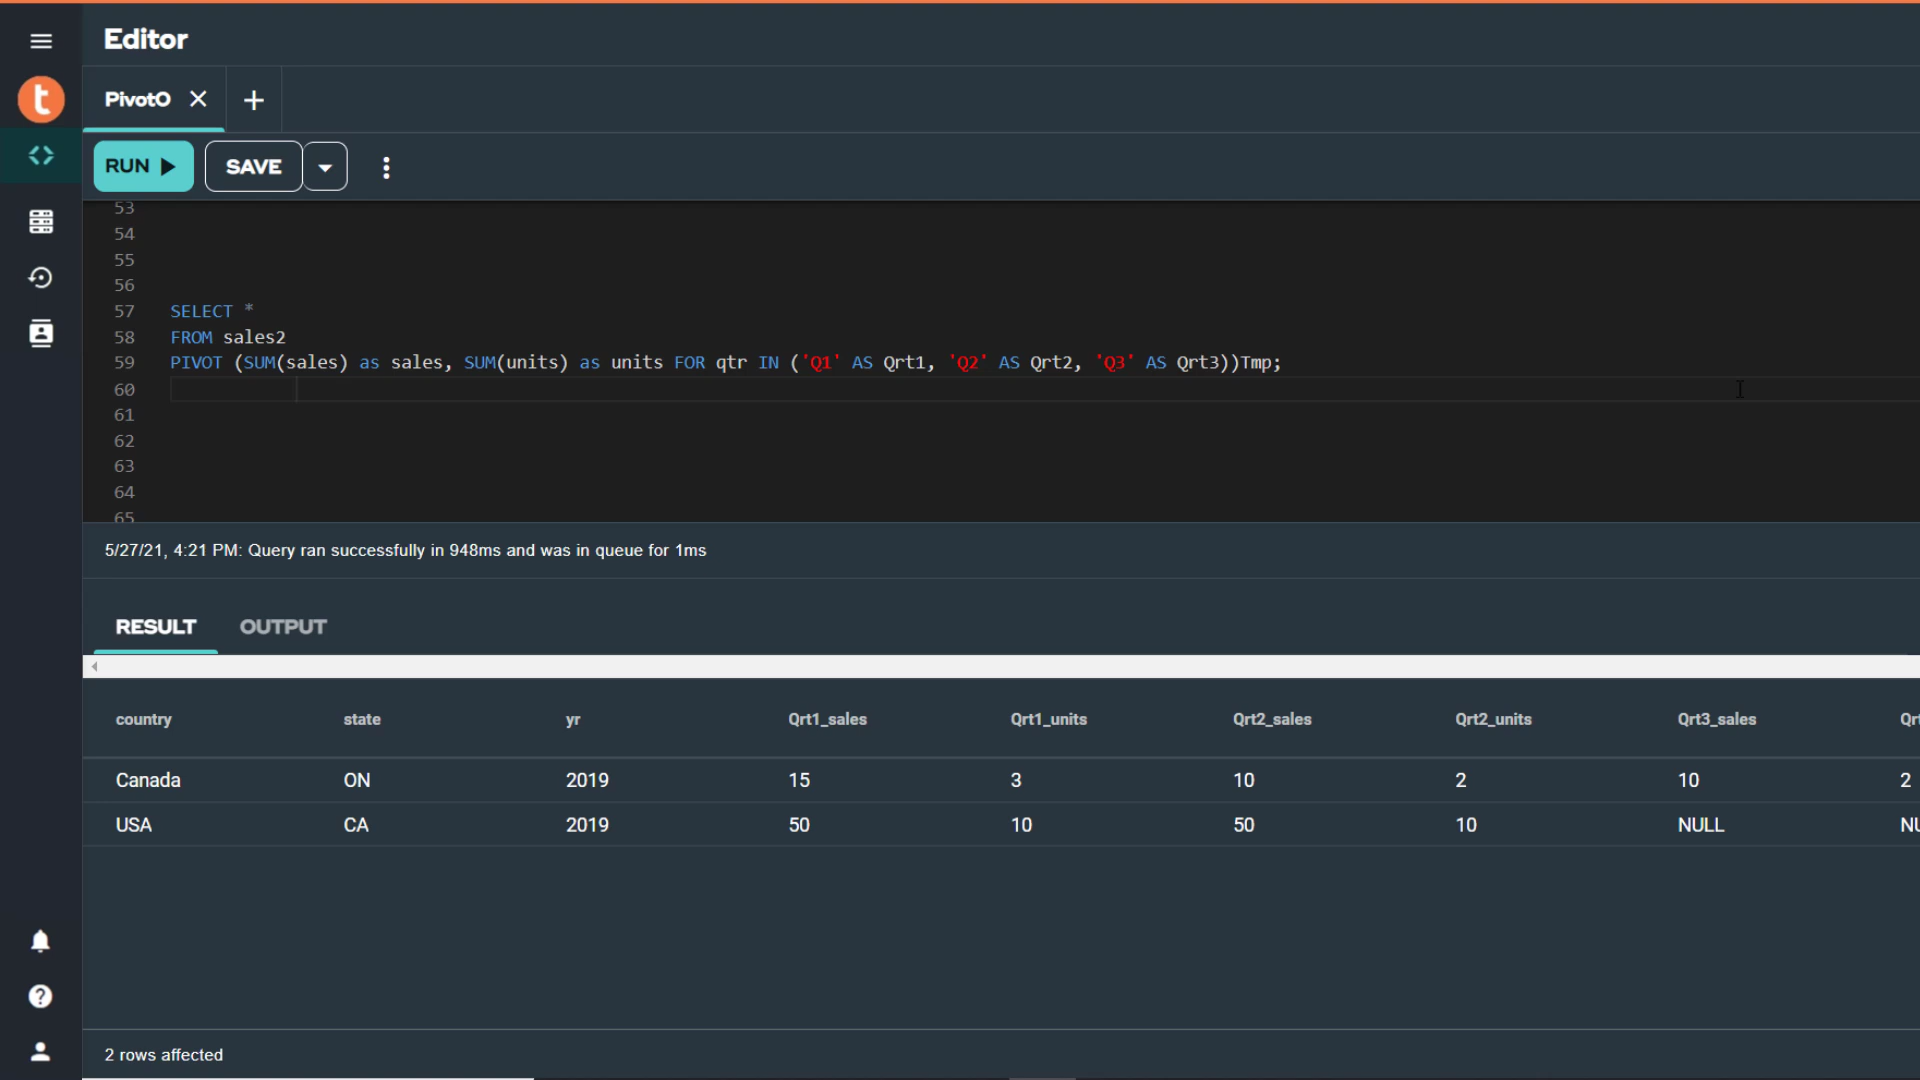 Editor
t
PivotO
RUN SAVE
53
54
55
56
57 SELECT *
58 FROM sales2
59 PIVOT (SUM(sales) as sales, SUM(units) as units FOR qtr IN ('Q1' AS Qrt1, 'Q2' AS Qrt2, 'Q3' AS Qrt3))Tmp;
60
61
62
63
64
65
5/27/21, 4:21 PM: Query ran successfully in 948ms and was in queue for 1ms
RESULT OUTPUT
country state yr Qrt1_sales Qrt1_units Qrt2_sales Qrt2_units Qrt3_sales
Canada ON 2019 15 3 10 2 10 2
USA CA 2019 50 10 50 10 NULL
2 rows affected